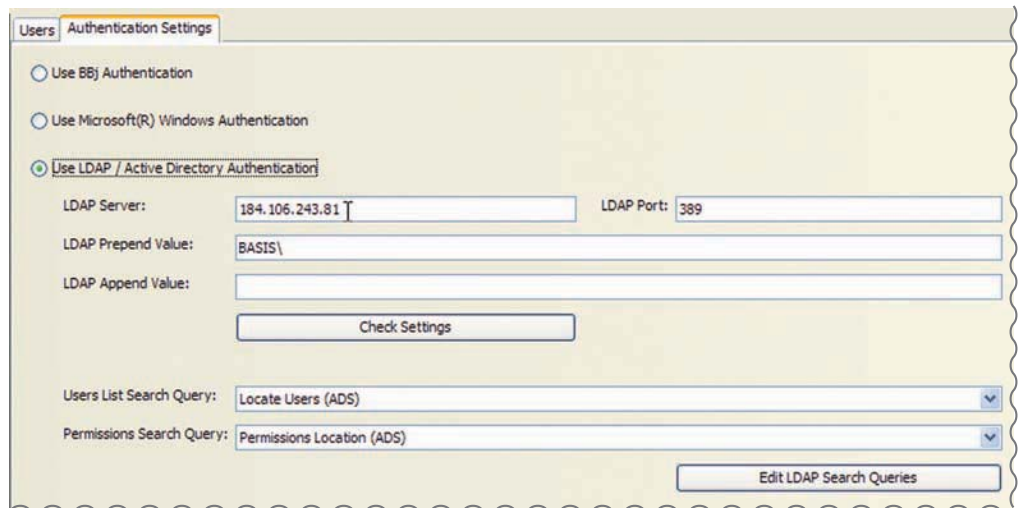 Users Authentication Settings
Use BBj Authentication
Use Microsoft(R) Windows Authentication
Use LDAP / Active Directory Authentication
LDAP Server: 184.106.243.81 LDAP Port: 389
LDAP Prepend Value: BASIS\
LDAP Append Value:
Check Settings
Users List Search Query: Locate Users (ADS)
Permissions Search Query: Permissions Location (ADS)
Edit LDAP Search Queries